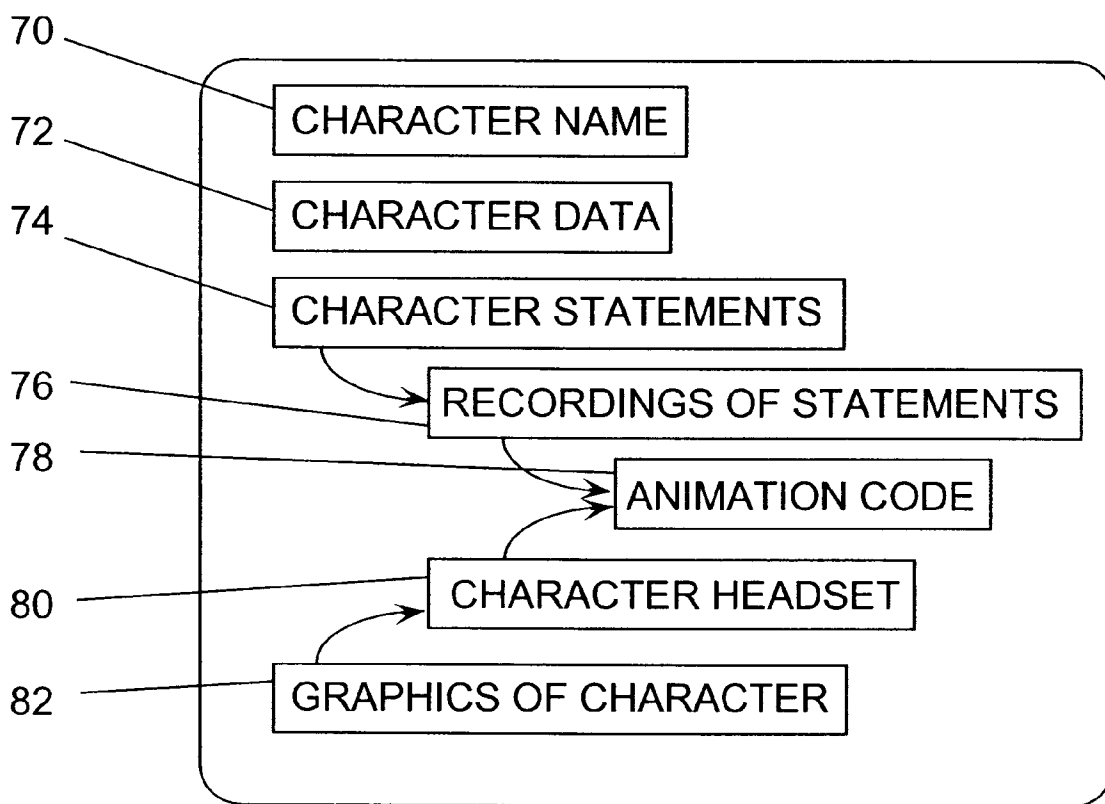 70
CHARACTER NAME
72
CHARACTER DATA
74
CHARACTER STATEMENTS
76
RECORDINGS OF STATEMENTS
78
ANIMATION CODE
80
CHARACTER HEADSET
82
GRAPHICS OF CHARACTER